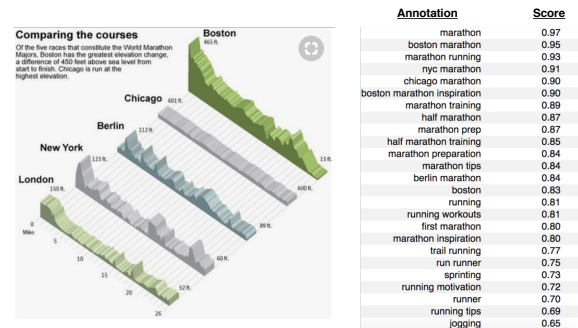 Comparing the courses
Of the five races that constitute the World Marathon
Majors, Boston has the greatest elevation change,
a difference of 450 feet above sea level from
start to finish. Chicago is run at the
highest elevation.
Boston
465 ft.
15 ft.
Chicago 601 ft.
600 ft.
Berlin
112 ft.
89 ft.
New York
123 ft.
60 ft.
London
150 ft.
52 ft.
0
Miles
5
10
15
20
26
Annotation Score
marathon 0.97
boston marathon 0.95
marathon running 0.93
nyc marathon 0.91
chicago marathon 0.90
boston marathon inspiration 0.90
marathon training 0.89
half marathon 0.87
marathon prep 0.87
half marathon training 0.85
marathon preparation 0.84
marathon tips 0.84
berlin marathon 0.84
boston 0.83
running 0.81
running workouts 0.81
first marathon 0.80
marathon inspiration 0.80
trail running 0.77
run runner 0.75
sprinting 0.73
running motivation 0.72
runner 0.70
running tips 0.69
jogging 0.65